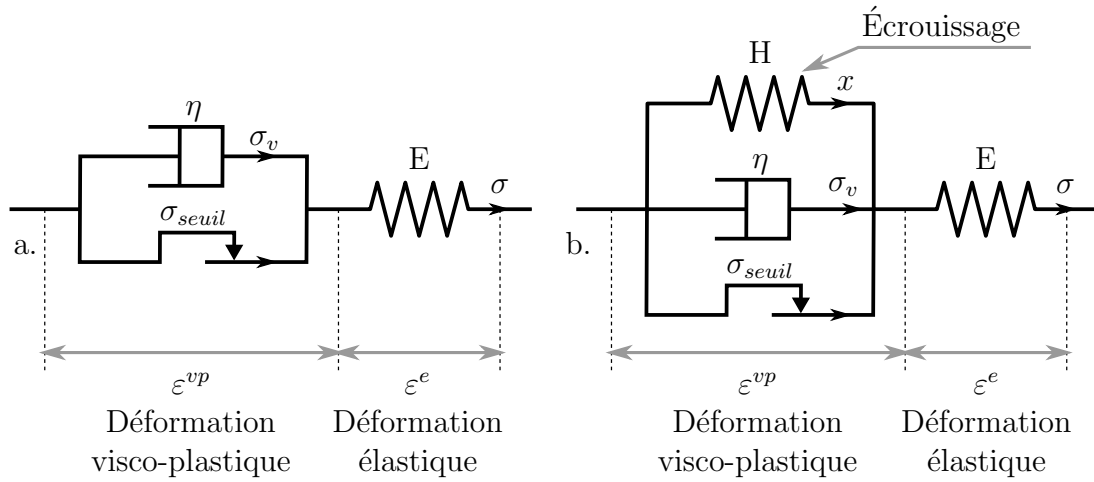 Écrouissage
H
x
η
σ_v
E
σ
σ_seuil
a.
ε^vp
ε^e
Déformation
visco-plastique
Déformation
élastique
η
σ_v
E
σ
σ_seuil
b.
ε^vp
ε^e
Déformation
visco-plastique
Déformation
élastique